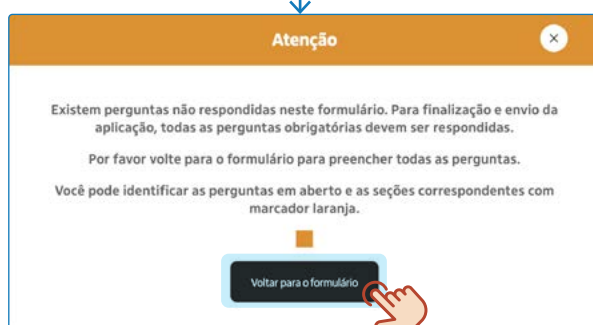 Atenção
Existem perguntas não respondidas neste formulário. Para finalização e envio da
aplicação, todas as perguntas obrigatórias devem ser respondidas.
Por favor volte para o formulário para preencher todas as perguntas.
Você pode identificar as perguntas em aberto e as seções correspondentes com
marcador laranja.
Voltar para o formulário